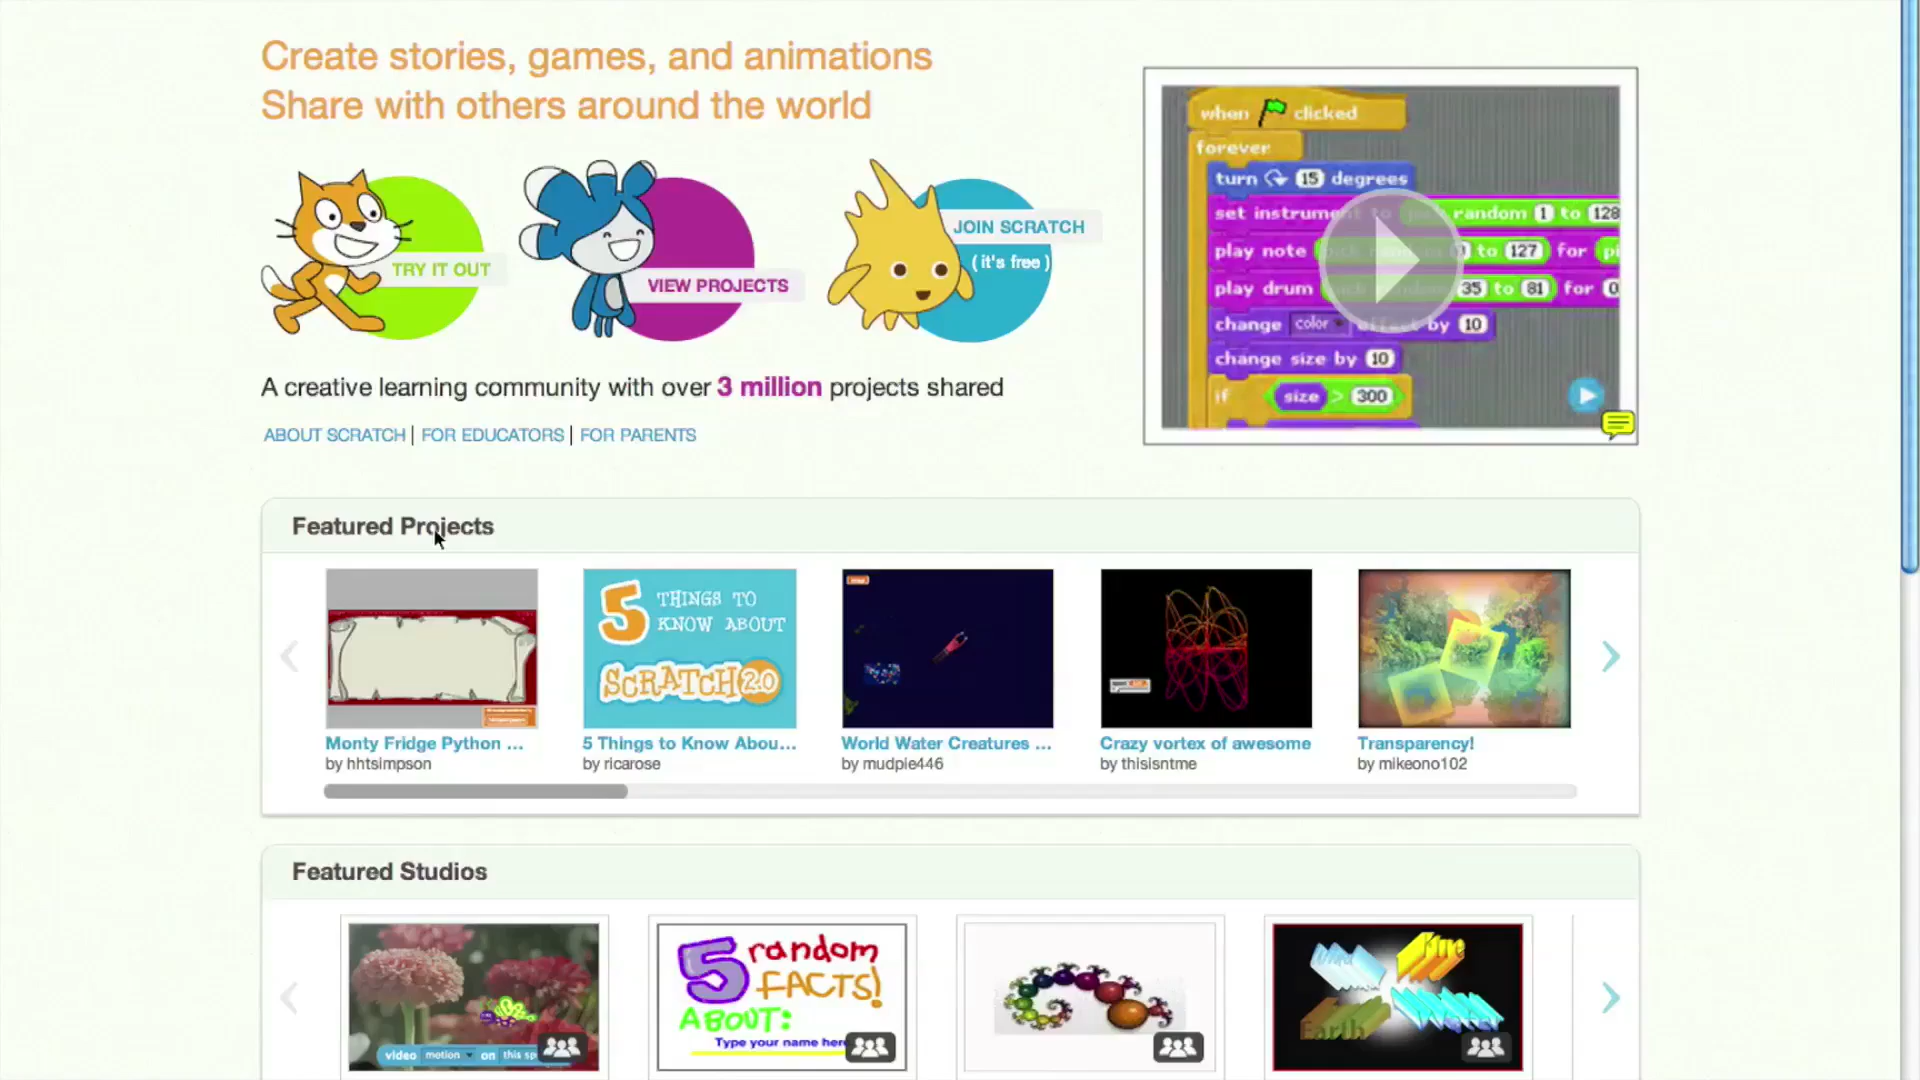 Create stories, games, and animations
Share with others around the world
TRY IT OUT
VIEW PROJECTS
JOIN SCRATCH
( it's free )
A creative learning community with over 3 million projects shared
ABOUT SCRATCH | FOR EDUCATORS | FOR PARENTS
when clicked
forever
turn 15 degrees
set instrument to random 1 to 128
play note to 127 for
play drum 35 to 81 for 0
change color effect by 10
change size by 10
if size > 300
Featured Projects
5 THINGS TO
KNOW ABOUT
SCRATCH 2.0
Monty Fridge Python ...
by hhtsimpson
5 Things to Know Abou...
by ricarose
World Water Creatures ...
by mudpie446
Crazy vortex of awesome
by thisisntme
Transparency!
by mikeono102
Featured Studios
video motion on this sp
5 random
FACTS!
ABOUT:
Type your name here
Fire
Earth